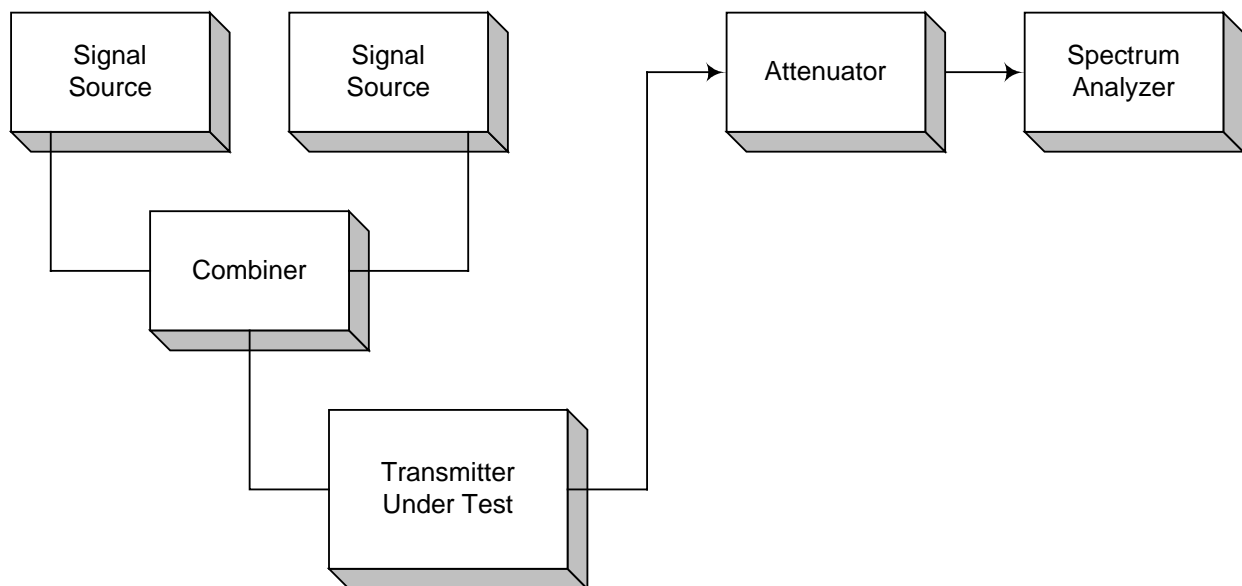 Signal
Source
Signal
Source
Attenuator
Spectrum
Analyzer
Combiner
Transmitter
Under Test